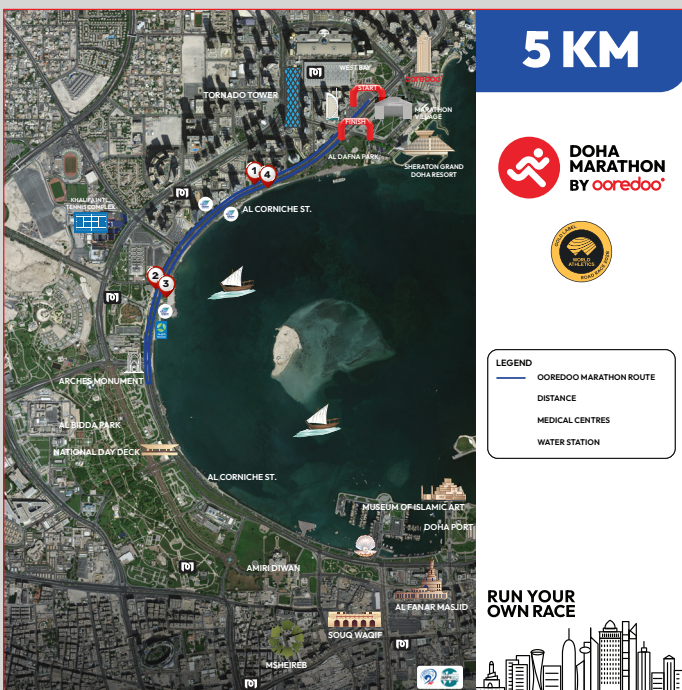 5 KM
WEST BAY
ooredoo
TORNADO TOWER
START
MARATHON
VILLAGE
FINISH
AL DAFNA PARK
SHERATON GRAND
DOHA RESORT
1
4
KHALIFA INTL.
TENNIS COMPLEX
AL CORNICHE ST.
2
3
ARCHES MONUMENT
AL BIDDA PARK
NATIONAL DAY DECK
AL CORNICHE ST.
MUSEUM OF ISLAMIC ART
DOHA PORT
AMIRI DIWAN
AL FANAR MASJID
SOUQ WAQIF
MSHEIREB
DOHA
MARATHON
BY ooredoo
GOLD LABEL
WORLD
ATHLETICS
LEGEND
OOREDOO MARATHON ROUTE
DISTANCE
MEDICAL CENTRES
WATER STATION
RUN YOUR
OWN RACE